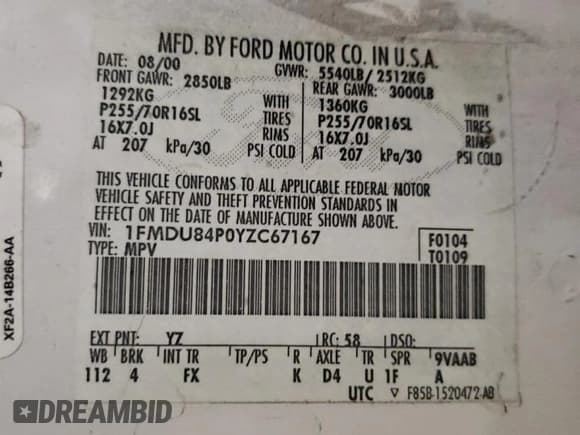 MFD. BY FORD MOTOR CO. IN U.S.A.
DATE: 08/00 GVWR: 5540LB/ 2512KG
FRONT GAWR: 2850LB REAR GAWR: 3000LB
1292KG WITH 1360KG WITH
P255/70R16SL TIRES P255/70R16SL TIRES
16X7.0J RIMS 16X7.0J RIMS
AT 207 kPa/30 PSI COLD AT 207 kPa/30 PSI COLD
THIS VEHICLE CONFORMS TO ALL APPLICABLE FEDERAL MOTOR
VEHICLE SAFETY AND THEFT PREVENTION STANDARDS IN
EFFECT ON THE DATE OF MANUFACTURE SHOWN ABOVE.
VIN: 1FMDU84P0YZC67167 F0104
TYPE: MPV T0109
EXT PNT: YZ RC: 58 DSO:
WB BRK INT TR TP/PS R AXLE TR SPR 9VAAB
112 4 FX K D4 U 1F A
UTC ▽ F85B-1520472-AB
XF2A-14B266-AA
DREAMBID